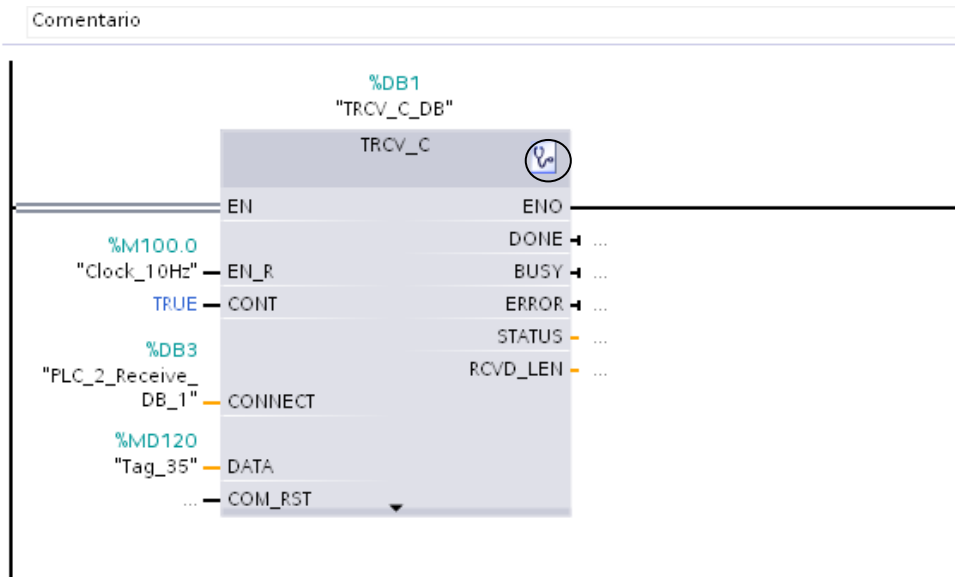 Comentario
%DB1
"TRCV_C_DB"
TRCV_C
EN
ENO
%M100.0
DONE ...
"Clock_10Hz" EN_R
BUSY ...
TRUE CONT
ERROR ...
STATUS ...
%DB3
"PLC_2_Receive_
RCVD_LEN ...
DB_1" CONNECT
%MD120
"Tag_35" DATA
... COM_RST